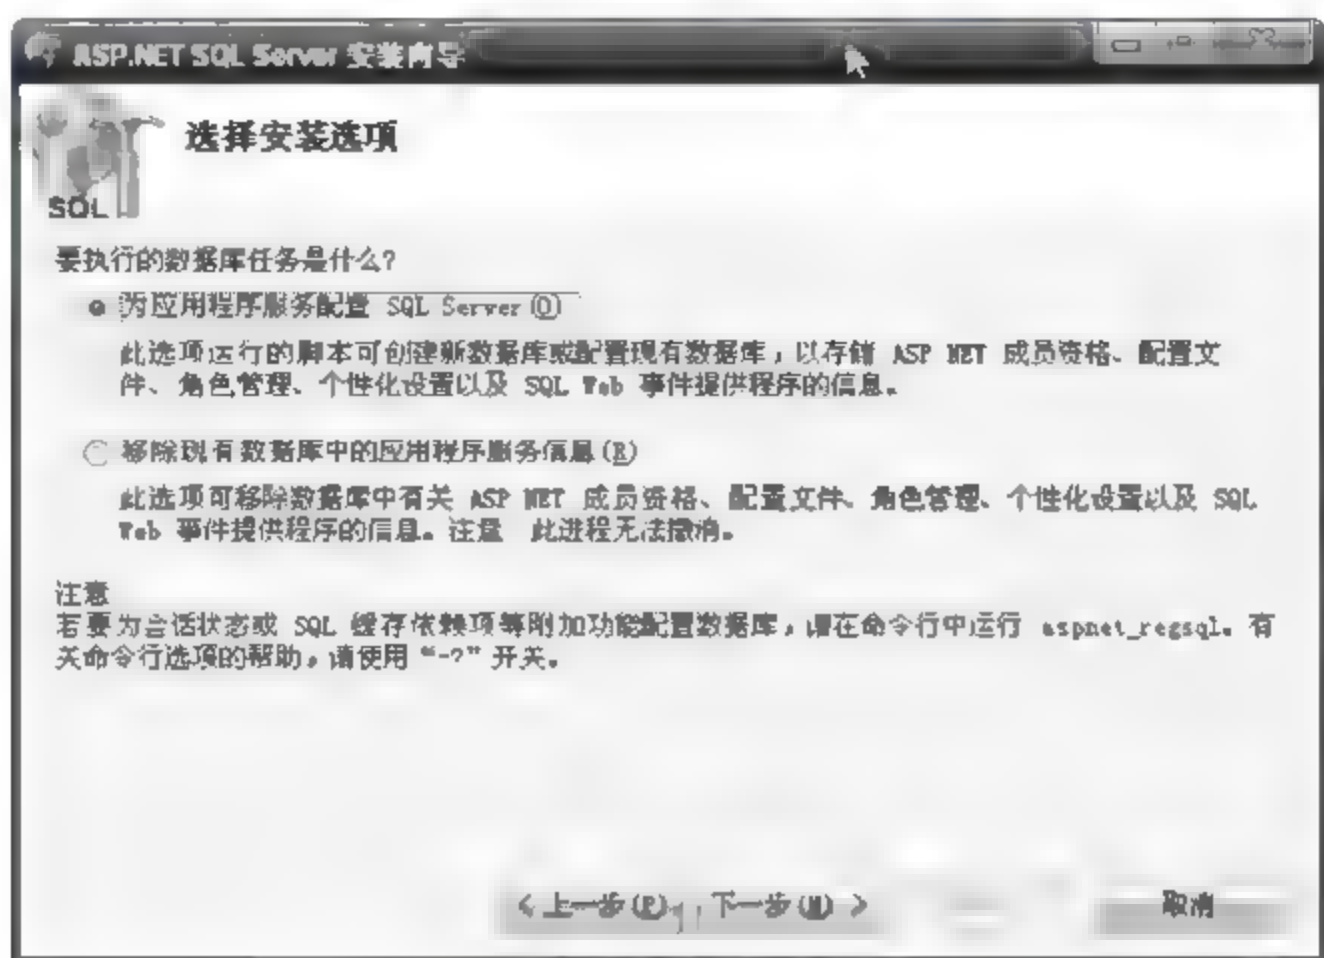 ASP.NET SQL Server 安装向导
选择安装选项
SQL
要执行的数据库任务是什么?
为应用程序服务配置 SQL Server(O)
此选项运行的脚本可创建新数据库或配置现有数据库，以存储 ASP NET 成员资格、配置文
件、角色管理、个性化设置以及 SQL Web 事件提供程序的信息。
移除现有数据库中的应用程序服务信息(R)
此选项可移除数据库中有关 ASP NET 成员资格、配置文件、角色管理、个性化设置以及 SQL
Web 事件提供程序的信息。注意 此进程无法撤消。
注意
若要为会话状态或 SQL 缓存依赖项等附加功能配置数据库，请在命令行中运行 aspnet_regsql。有
关命令行选项的帮助，请使用“-?”开关。
< 上一步(P) 下一步(N) > 取消